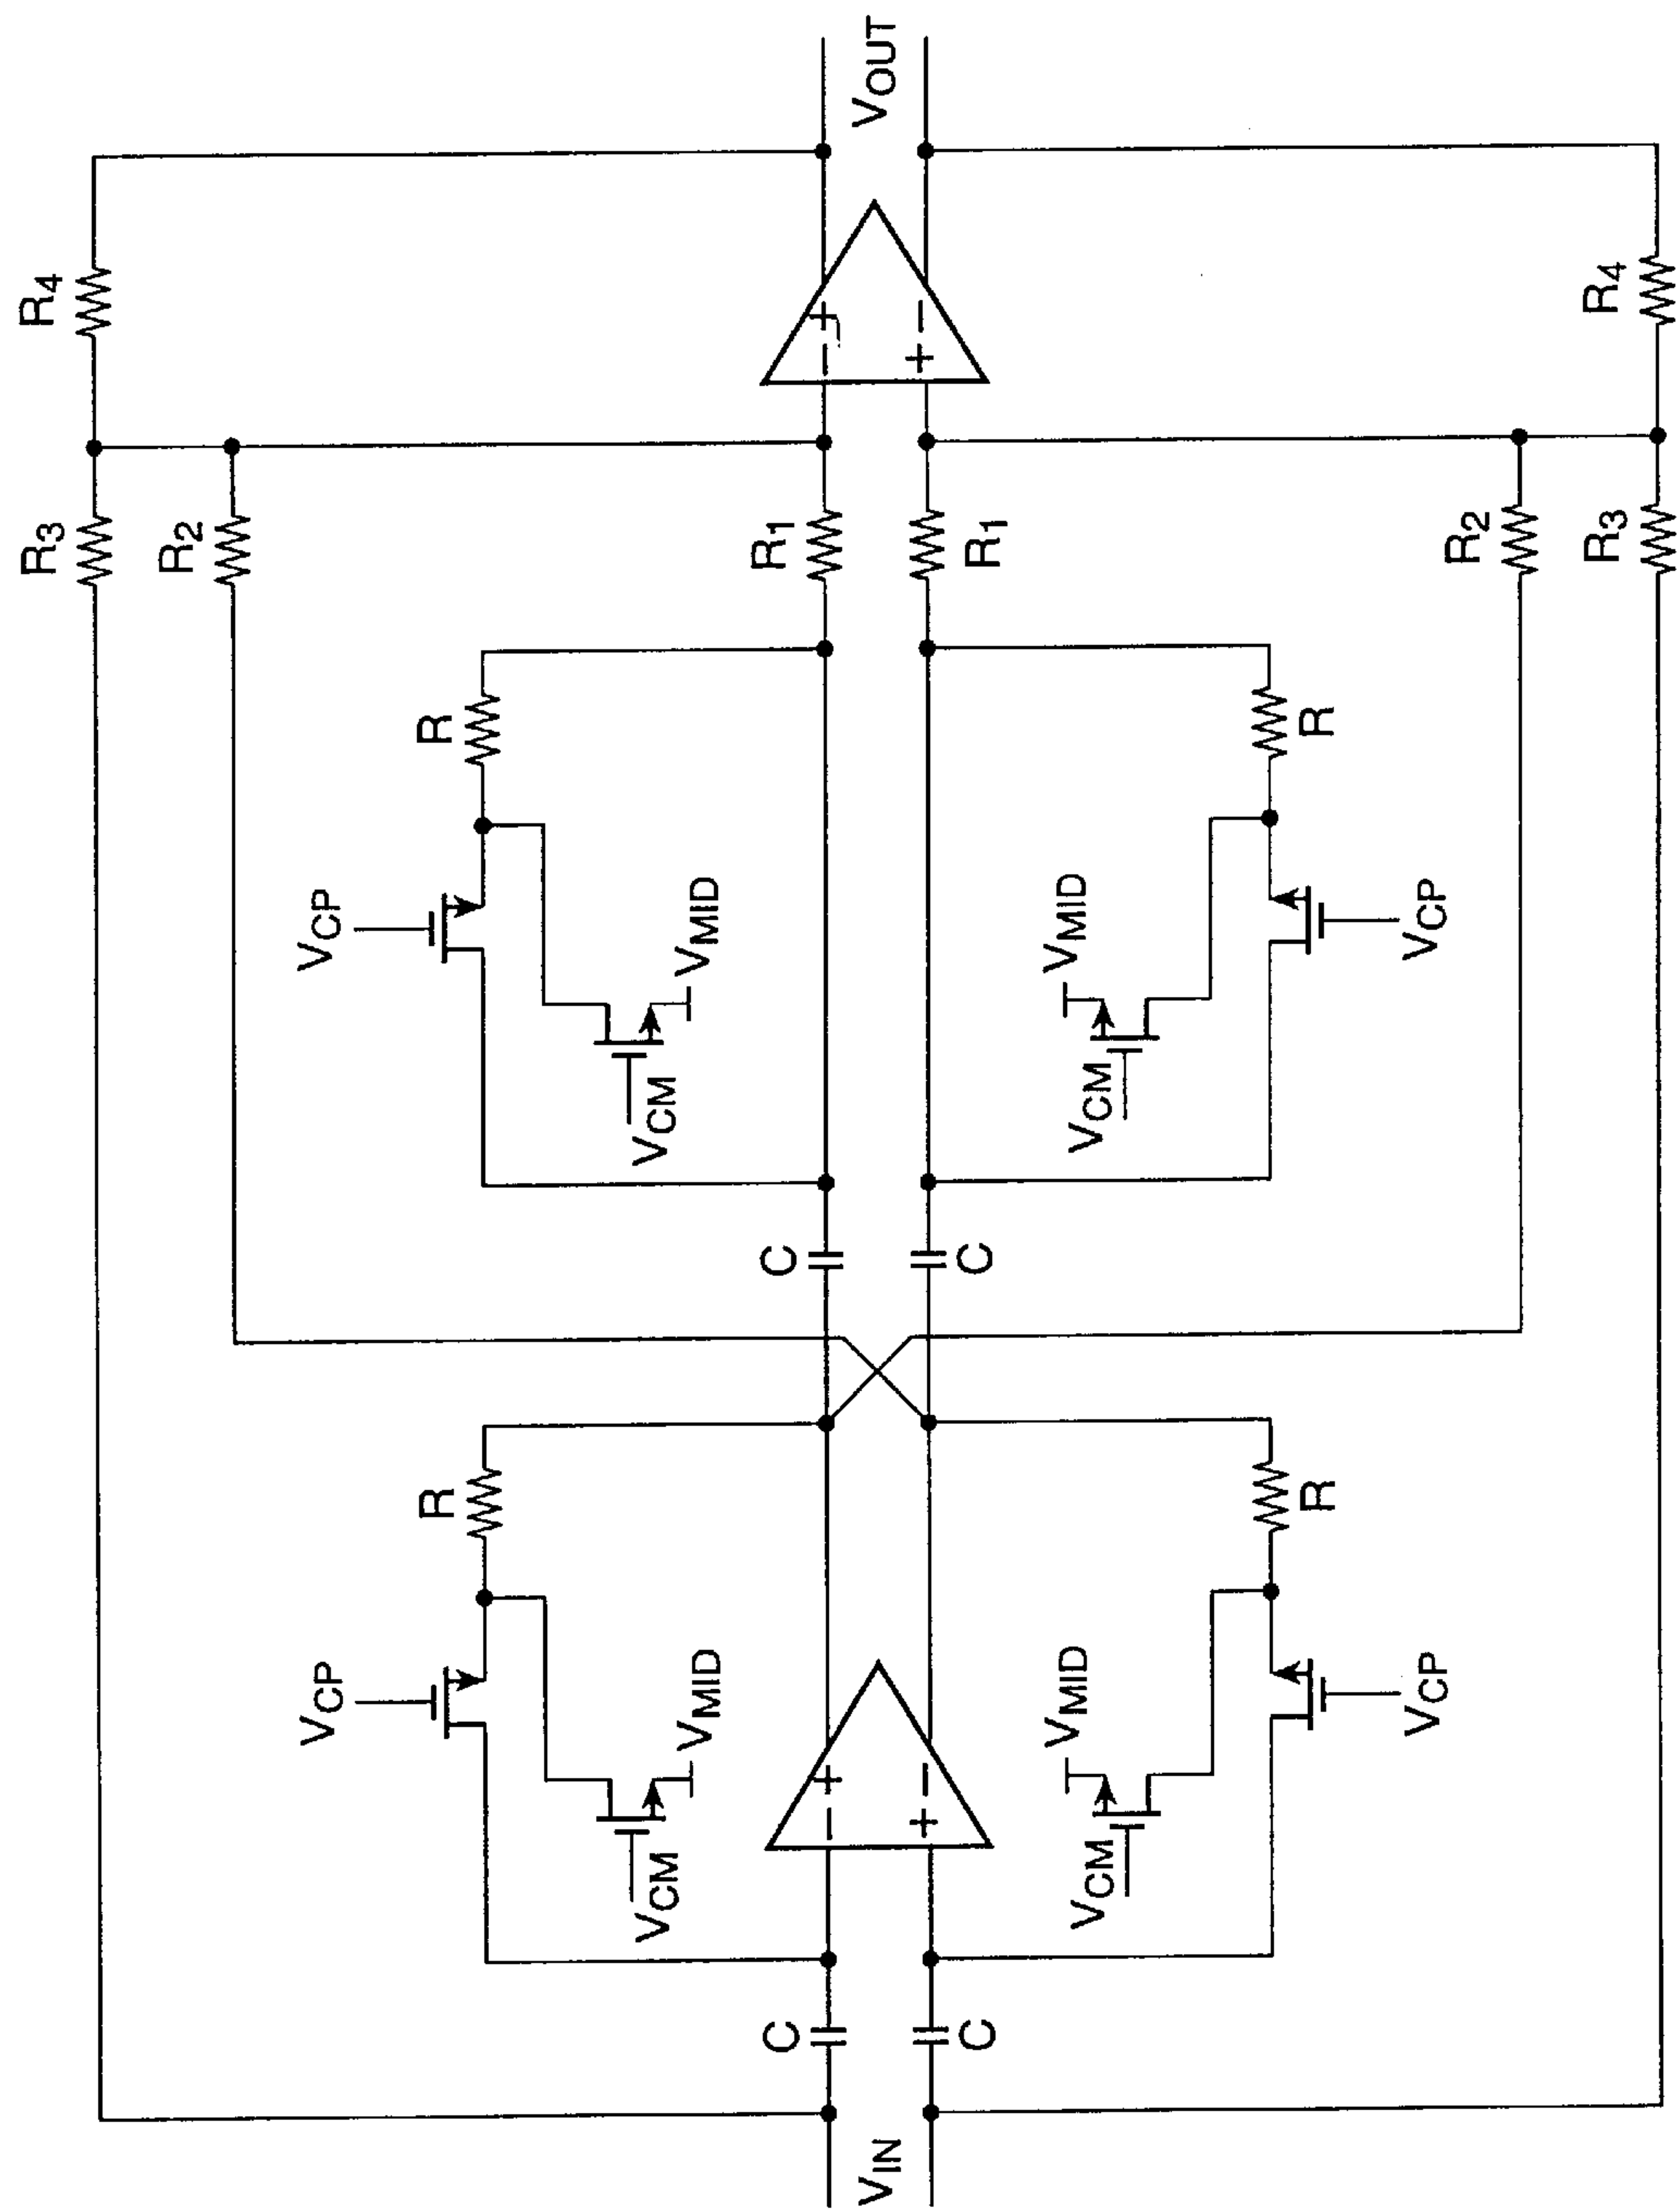 R4
R4
VOUT
+
–
–
+
R3
R2
R1
R1
R2
R3
R
R
VCP
VMID
VMID
VCP
VCM
VCM
C
C
R
R
VCP
VMID
VMID
VCP
+
–
–
+
VCM
VCM
C
C
VIN